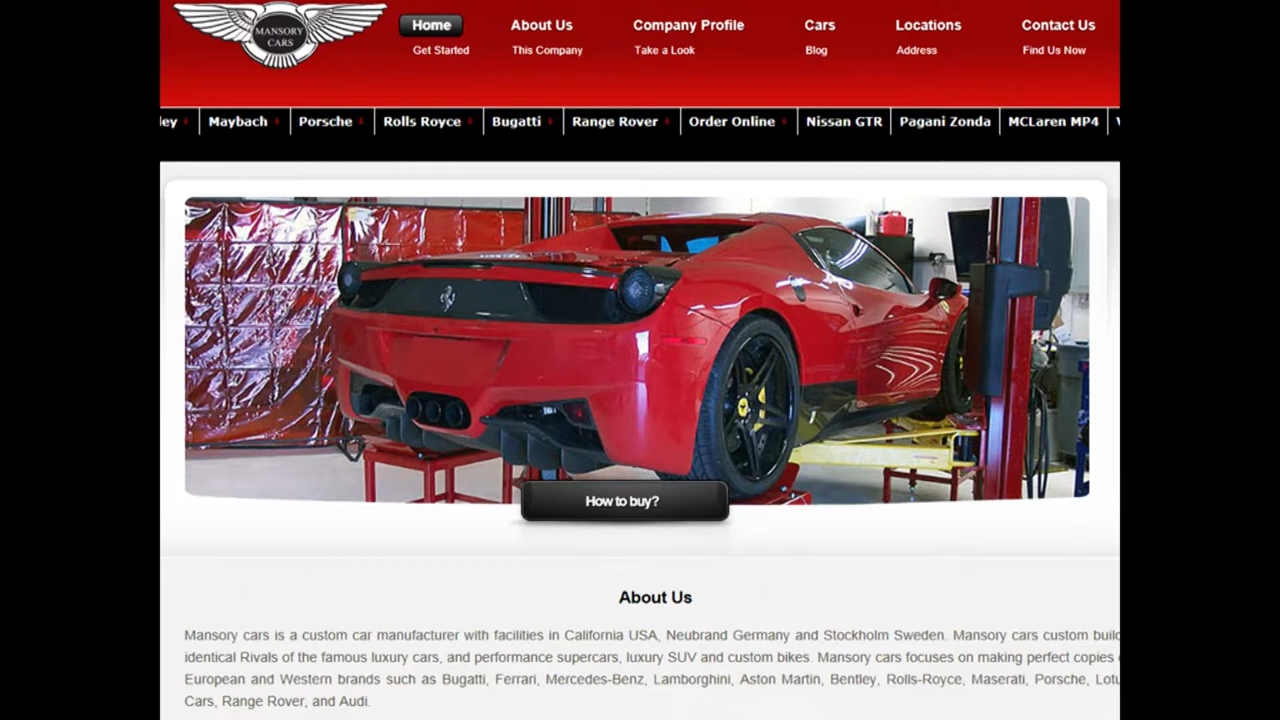 MANSORY
CARS
Home About Us Company Profile Cars Locations Contact Us
Get Started This Company Take a Look Blog Address Find Us Now
ley Maybach Porsche Rolls Royce Bugatti Range Rover Order Online Nissan GTR Pagani Zonda MCLaren MP4
How to buy?
About Us
Mansory cars is a custom car manufacturer with facilities in California USA, Neubrand Germany and Stockholm Sweden. Mansory cars custom build
identical Rivals of the famous luxury cars, and performance supercars, luxury SUV and custom bikes. Mansory cars focuses on making perfect copies
European and Western brands such as Bugatti, Ferrari, Mercedes-Benz, Lamborghini, Aston Martin, Bentley, Rolls-Royce, Maserati, Porsche, Lotu
Cars, Range Rover, and Audi.